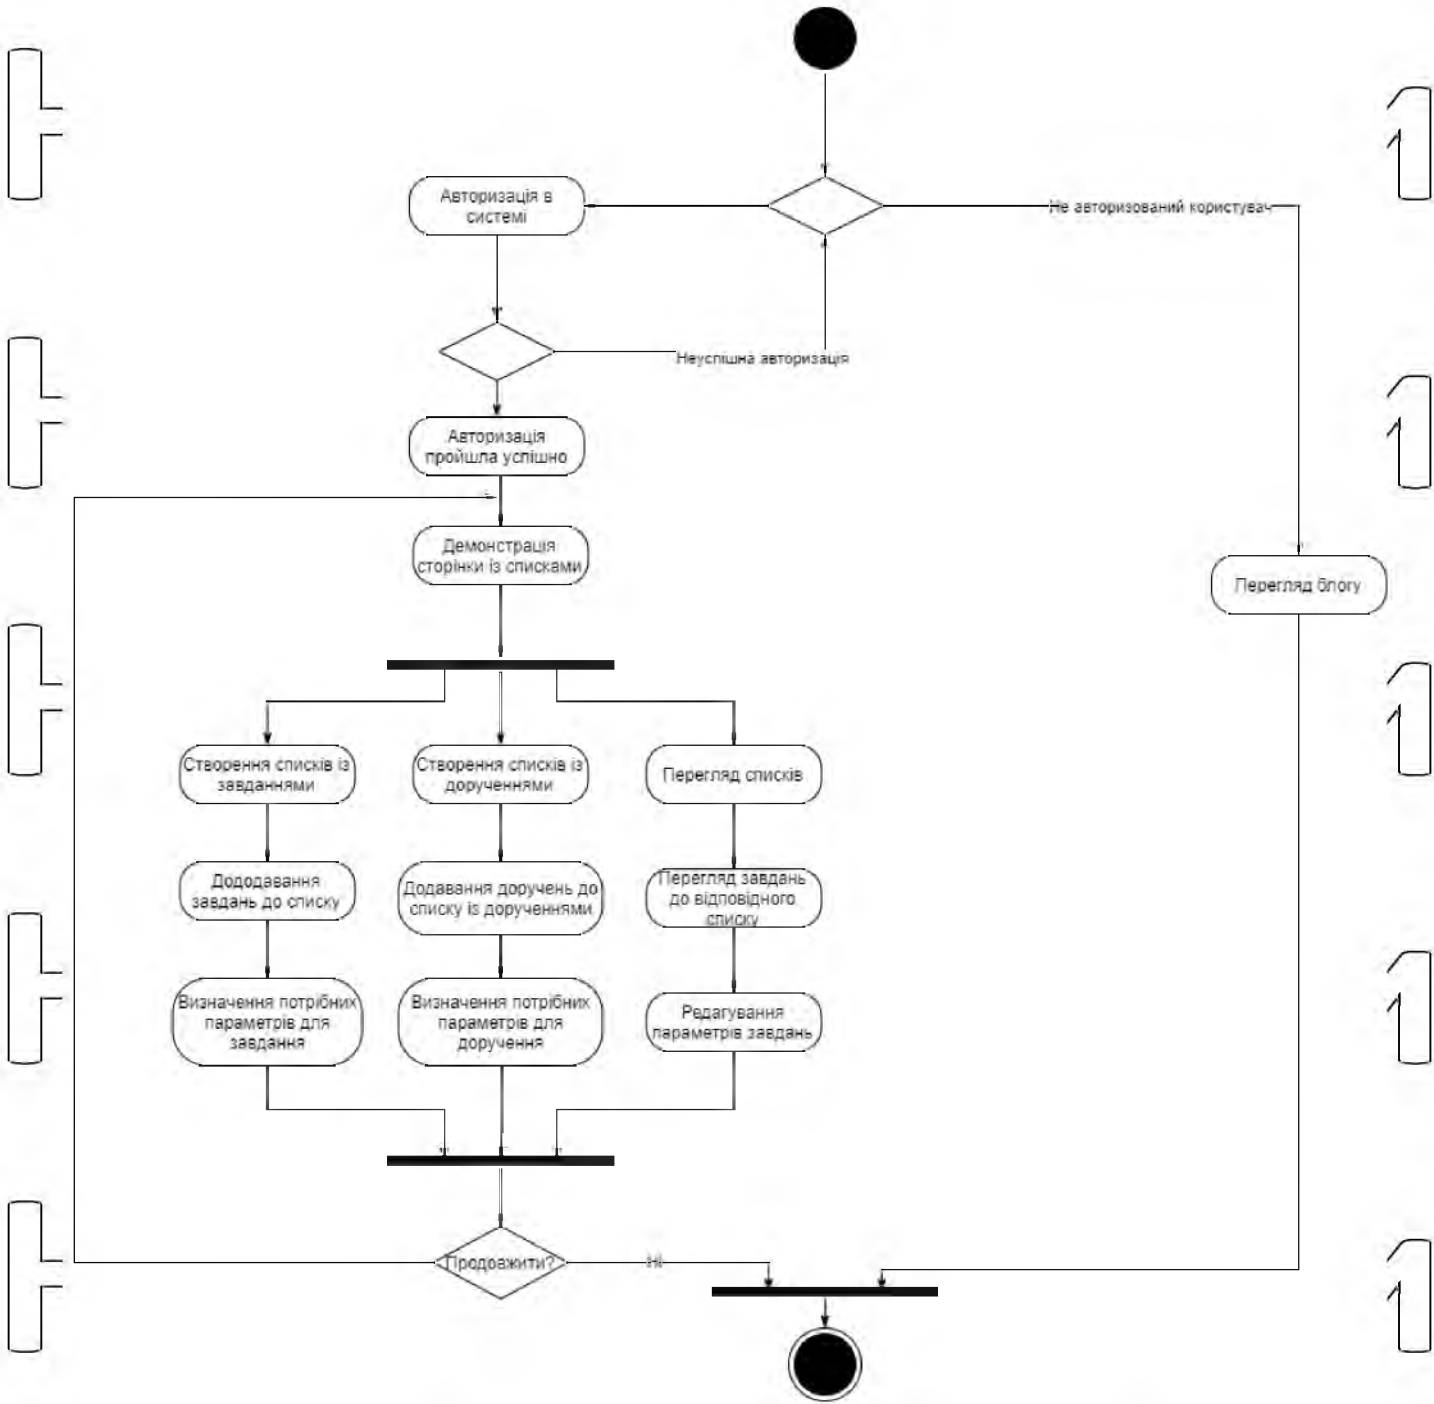 Авторизація в
системі
Не авторизований користувач
Неуспішна авторизація
Авторизація
пройшла успішно
Демонстрація
сторінки із списками
Перегляд блогу
Створення списків із
завданнями
Створення списків із
дорученнями
Перегляд списків
Дододавання
завдань до списку
Додавання доручень до
списку із дорученнями
Перегляд завдань
до відповідного
списку
Визначення потрібних
параметрів для
завдання
Визначення потрібних
параметрів для
доручення
Редагування
параметрів завдань
Продовжити?
Ні